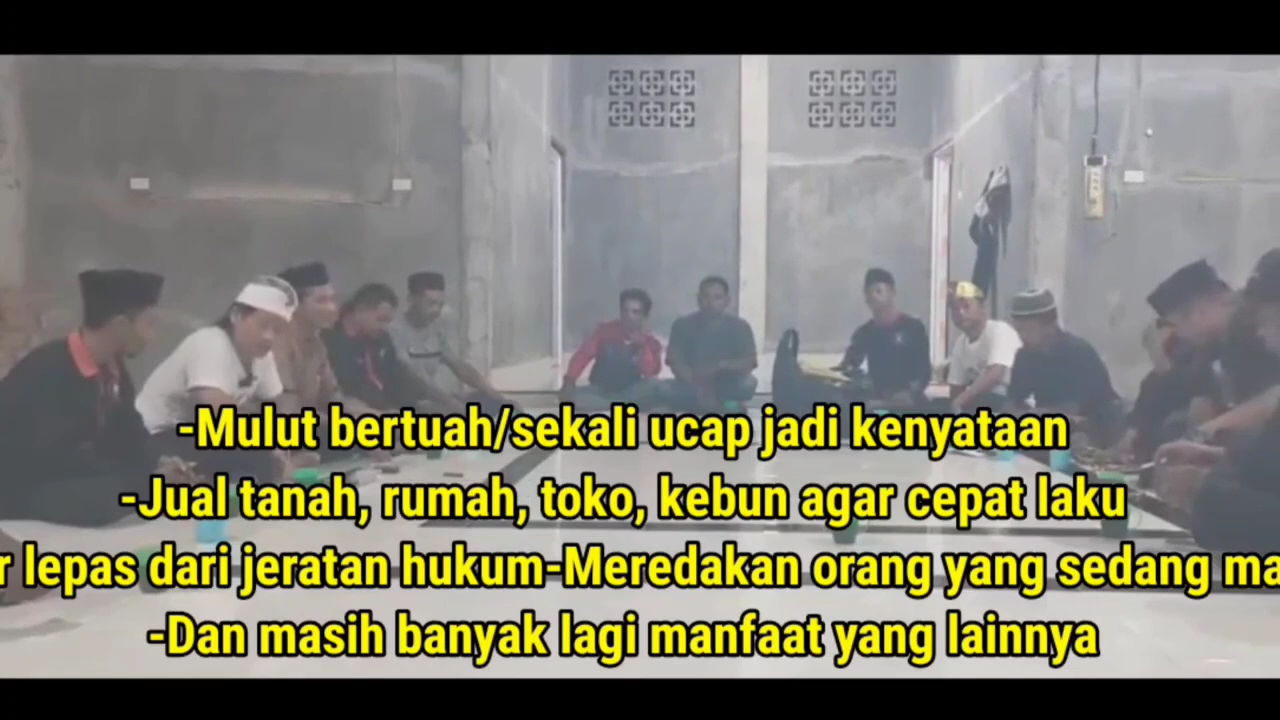 -Mulut bertuah/sekali ucap jadi kenyataan
-Jual tanah, rumah, toko, kebun agar cepat laku
lepas dari jeratan hukum-Meredakan orang yang sedang
-Dan masih banyak lagi manfaat yang lainnya